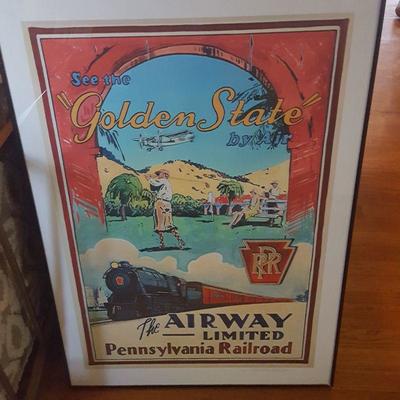 See the
"Golden State"
by Air
PRR
The AIRWAY
LIMITED
Pennsylvania Railroad